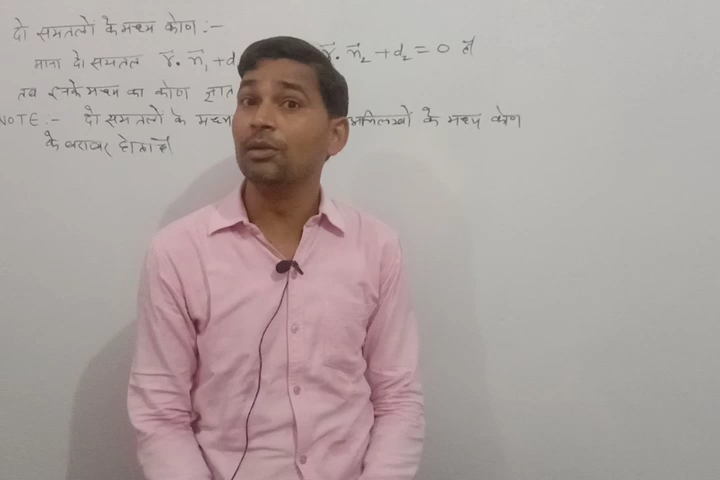 दो समतलों के मध्य कोण :-
माना दो समतल r⃗. n⃗₁ + d r⃗. n⃗₂ + d₂ = 0 है
तब इनके मध्य का कोण ज्ञात
NOTE :- दो समतलों के मध्य अभिलम्बों के मध्य कोण
के बराबर होता है